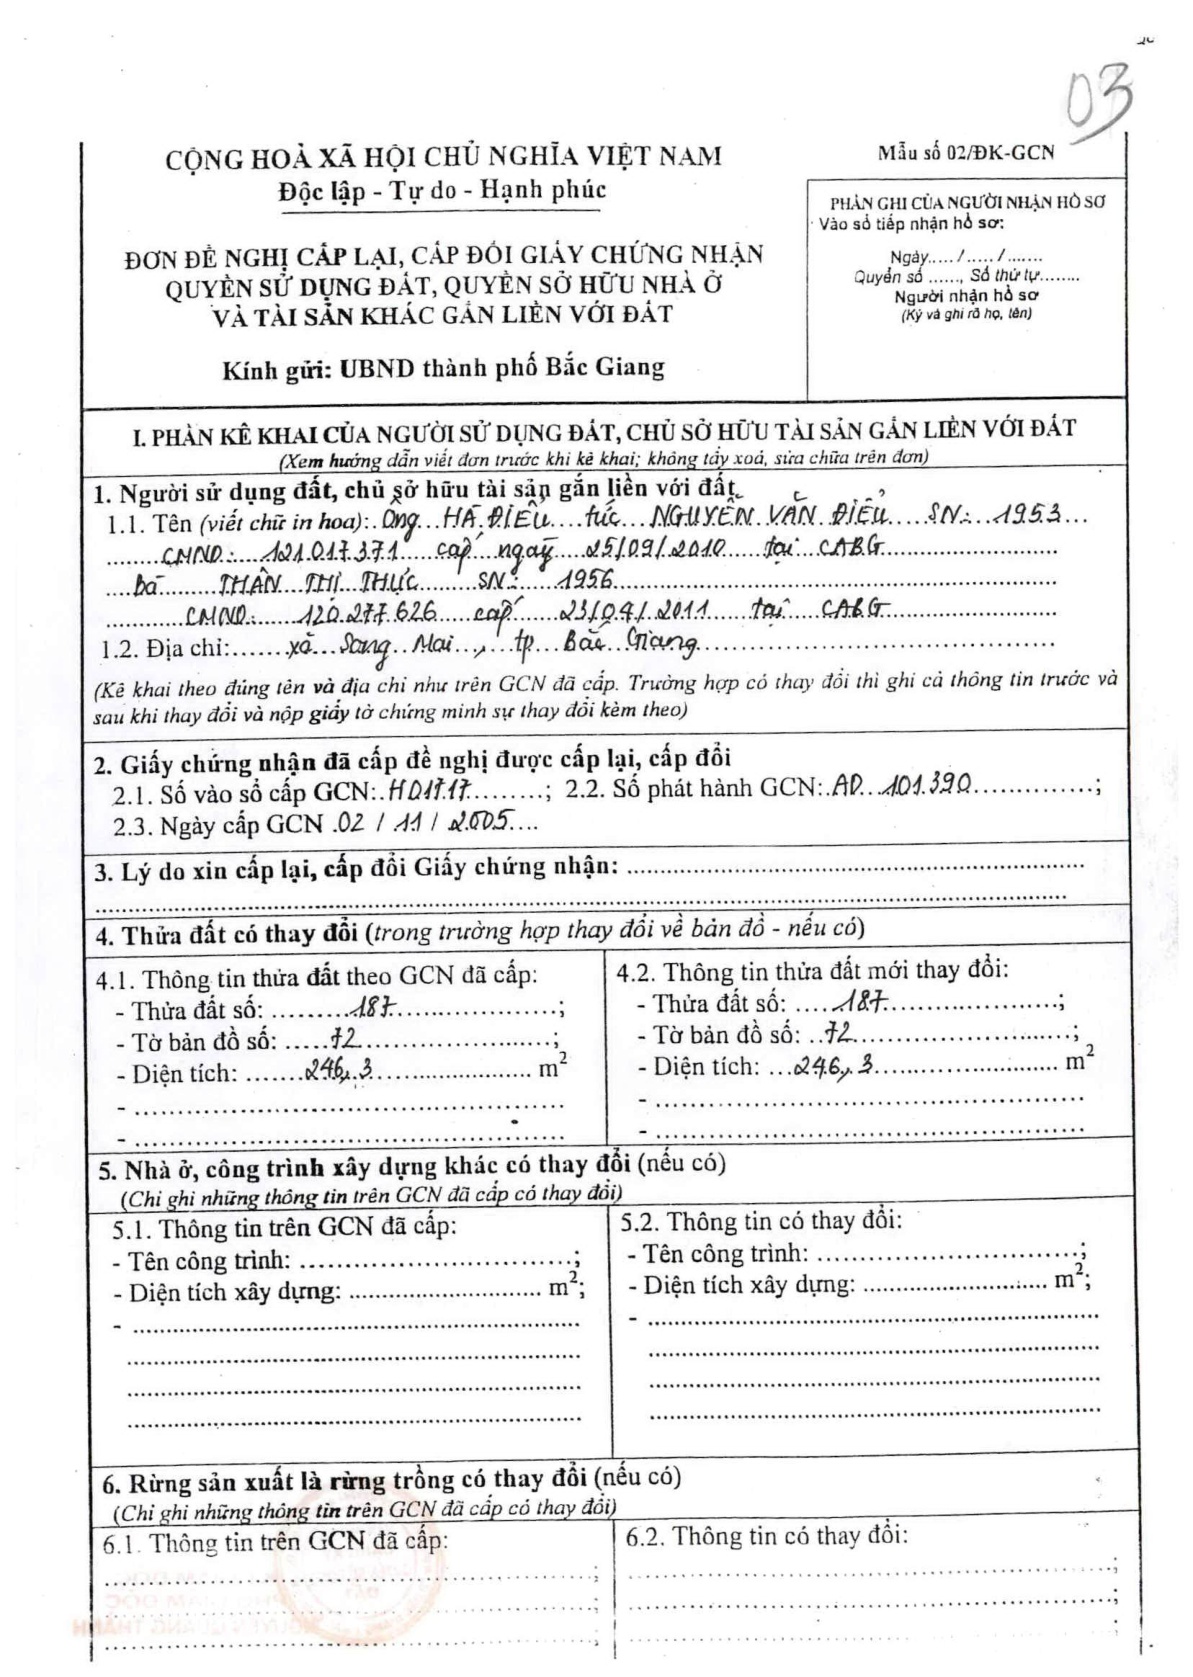 03
CỘNG HOÀ XÃ HỘI CHỦ NGHĨA VIỆT NAM
Độc lập - Tự do - Hạnh phúc
Mẫu số 02/ĐK-GCN
PHẦN GHI CỦA NGƯỜI NHẬN HỒ SƠ
Vào sổ tiếp nhận hồ sơ:
Ngày...../...../.......
Quyển số ......, Số thứ tự........
Người nhận hồ sơ
(Ký và ghi rõ họ, tên)
ĐƠN ĐỀ NGHỊ CẤP LẠI, CẤP ĐỔI GIẤY CHỨNG NHẬN
QUYỀN SỬ DỤNG ĐẤT, QUYỀN SỞ HỮU NHÀ Ở
VÀ TÀI SẢN KHÁC GẮN LIỀN VỚI ĐẤT
Kính gửi: UBND thành phố Bắc Giang
I. PHẦN KÊ KHAI CỦA NGƯỜI SỬ DỤNG ĐẤT, CHỦ SỞ HỮU TÀI SẢN GẮN LIỀN VỚI ĐẤT
(Xem hướng dẫn viết đơn trước khi kê khai; không tẩy xoá, sửa chữa trên đơn)
1. Người sử dụng đất, chủ sở hữu tài sản gắn liền với đất
1.1. Tên (viết chữ in hoa): Ông HÀ ĐIỀU tức NGUYỄN VĂN ĐIỂU SN: 1953
CMND: 121.017.371 cấp ngày 25/09/2010 tại CABG
bà THÂN THỊ THỰC SN: 1956
CMND: 120.277.626 cấp 23/04/2011 tại CABG
1.2. Địa chỉ: xã Song Mai, tp Bắc Giang
(Kê khai theo đúng tên và địa chỉ như trên GCN đã cấp. Trường hợp có thay đổi thì ghi cả thông tin trước và
sau khi thay đổi và nộp giấy tờ chứng minh sự thay đổi kèm theo)
2. Giấy chứng nhận đã cấp đề nghị được cấp lại, cấp đổi
2.1. Số vào sổ cấp GCN: H01717; 2.2. Số phát hành GCN: AD 101.390;
2.3. Ngày cấp GCN 02 / 11 / 2005
3. Lý do xin cấp lại, cấp đổi Giấy chứng nhận:
4. Thửa đất có thay đổi (trong trường hợp thay đổi về bản đồ - nếu có)
4.1. Thông tin thửa đất theo GCN đã cấp:
- Thửa đất số: 187;
- Tờ bản đồ số: 72;
- Diện tích: 246,3 m²
-
-
4.2. Thông tin thửa đất mới thay đổi:
- Thửa đất số: 187;
- Tờ bản đồ số: 72;
- Diện tích: 246,3 m²
-
-
5. Nhà ở, công trình xây dựng khác có thay đổi (nếu có)
(Chỉ ghi những thông tin trên GCN đã cấp có thay đổi)
5.1. Thông tin trên GCN đã cấp:
- Tên công trình: ;
- Diện tích xây dựng: m²;
-
5.2. Thông tin có thay đổi:
- Tên công trình: ;
- Diện tích xây dựng: m²;
-
6. Rừng sản xuất là rừng trồng có thay đổi (nếu có)
(Chỉ ghi những thông tin trên GCN đã cấp có thay đổi)
6.1. Thông tin trên GCN đã cấp:
6.2. Thông tin có thay đổi: